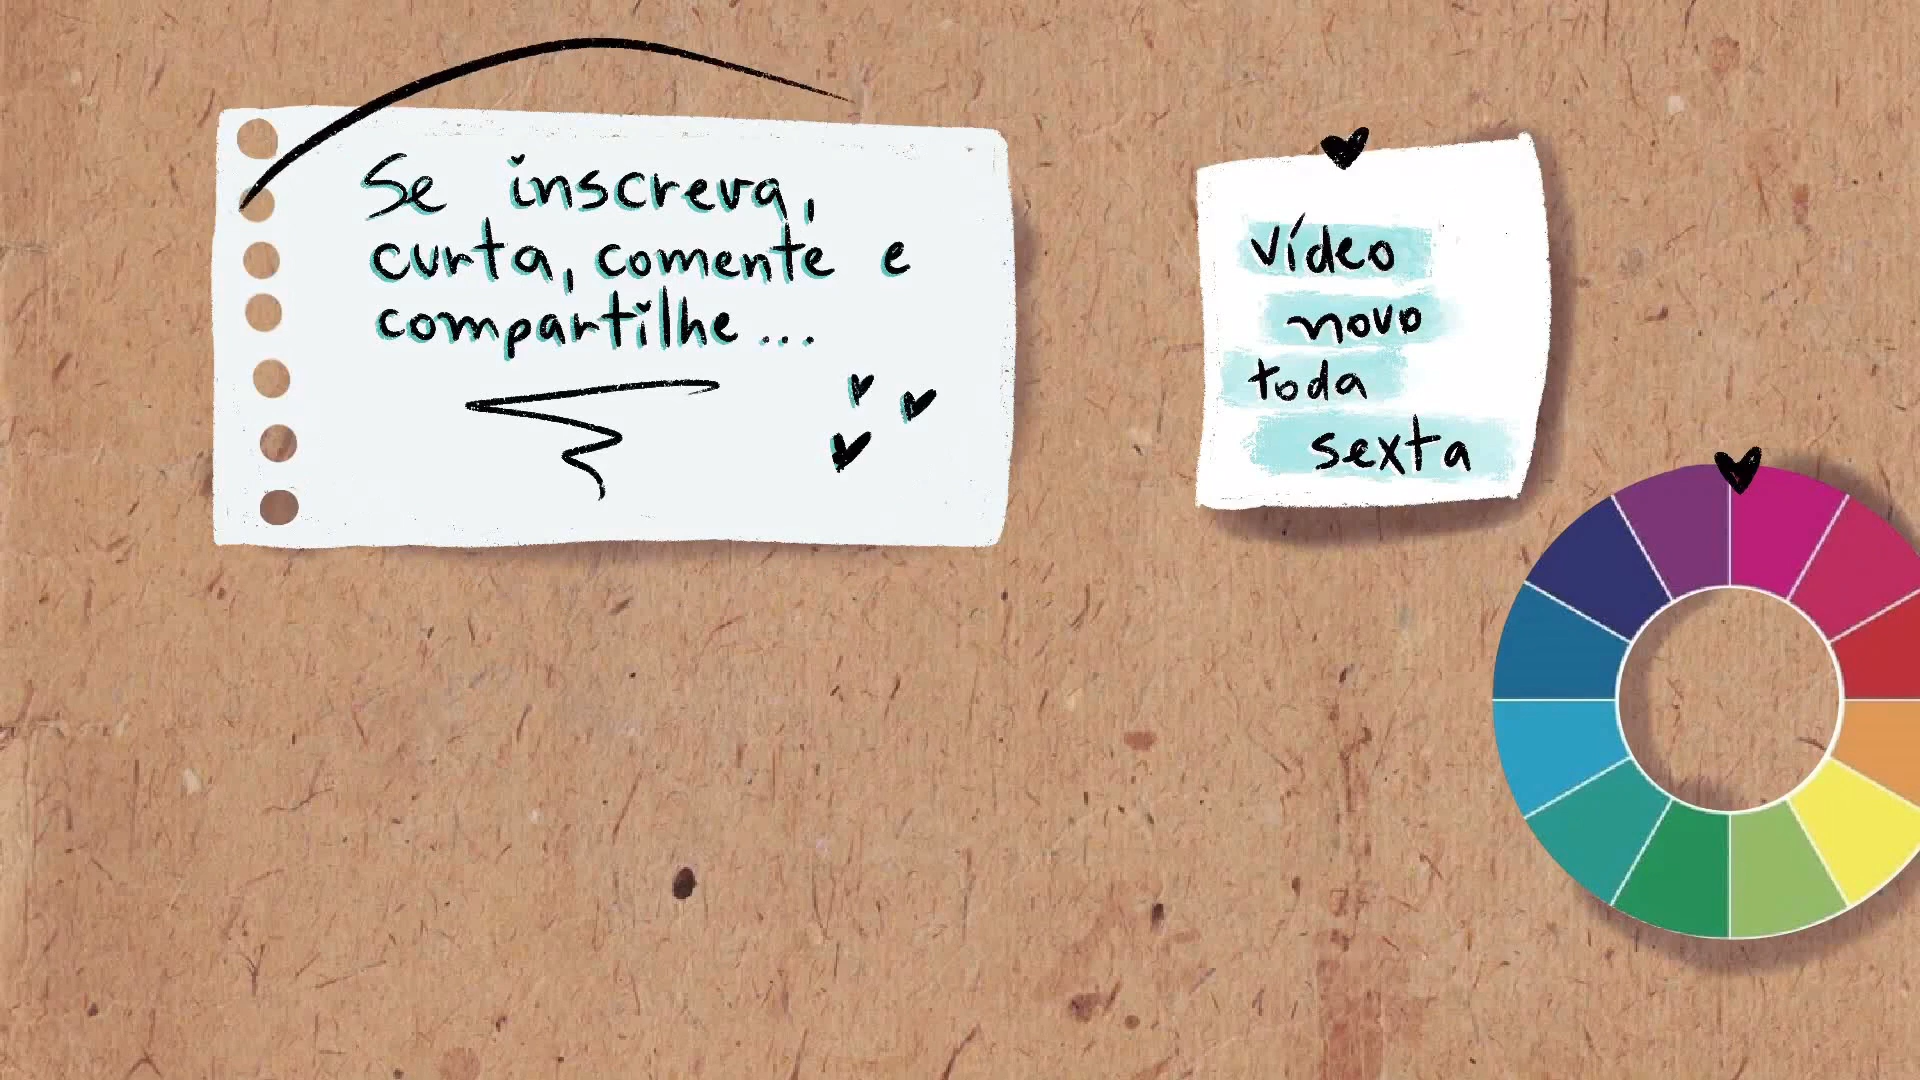 Se inscreva,
curta, comente e
compartilhe...
vídeo
novo
toda
sexta